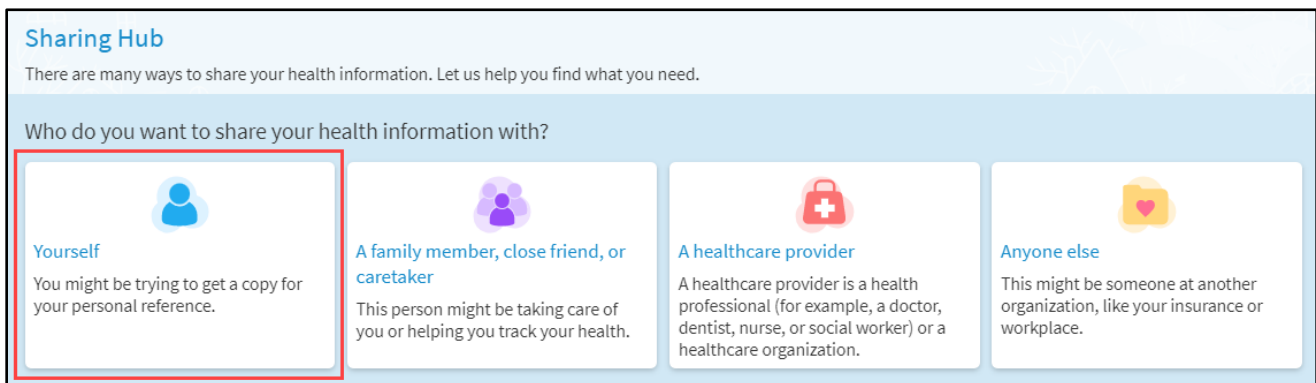 Sharing Hub
There are many ways to share your health information. Let us help you find what you need.
Who do you want to share your health information with?
Yourself
You might be trying to get a copy for
your personal reference.
A family member, close friend, or
caretaker
This person might be taking care of
you or helping you track your health.
A healthcare provider
A healthcare provider is a health
professional (for example, a doctor,
dentist, nurse, or social worker) or a
healthcare organization.
Anyone else
This might be someone at another
organization, like your insurance or
workplace.